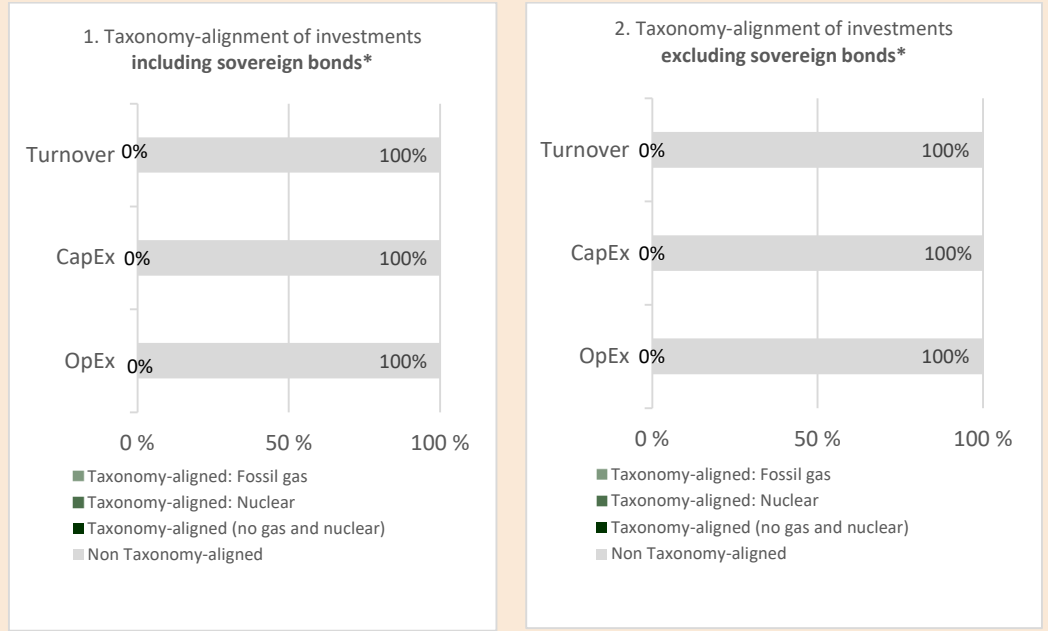 1. Taxonomy-alignment of investments
including sovereign bonds*
Turnover 0% 100%
CapEx 0% 100%
OpEx 0% 100%
0 % 50 % 100 %
Taxonomy-aligned: Fossil gas
Taxonomy-aligned: Nuclear
Taxonomy-aligned (no gas and nuclear)
Non Taxonomy-aligned
2. Taxonomy-alignment of investments
excluding sovereign bonds*
Turnover 0% 100%
CapEx 0% 100%
OpEx 0% 100%
0 % 50 % 100 %
Taxonomy-aligned: Fossil gas
Taxonomy-aligned: Nuclear
Taxonomy-aligned (no gas and nuclear)
Non Taxonomy-aligned